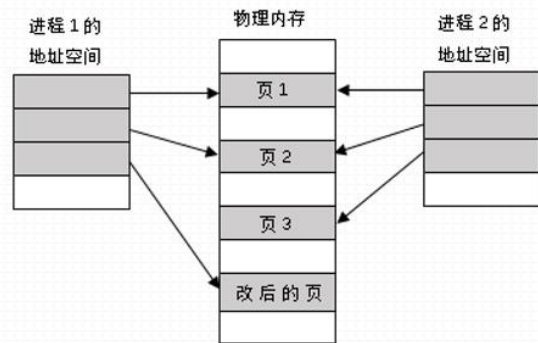 进程1的
地址空间
物理内存
进程2的
地址空间
页1
页2
页3
改后的页